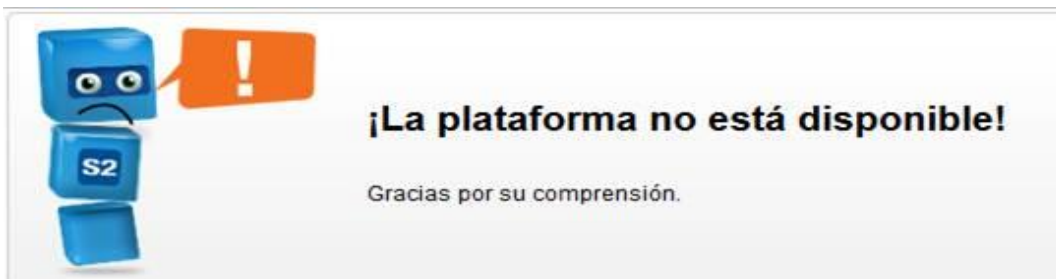 !
¡La plataforma no está disponible!
S2
Gracias por su comprensión.